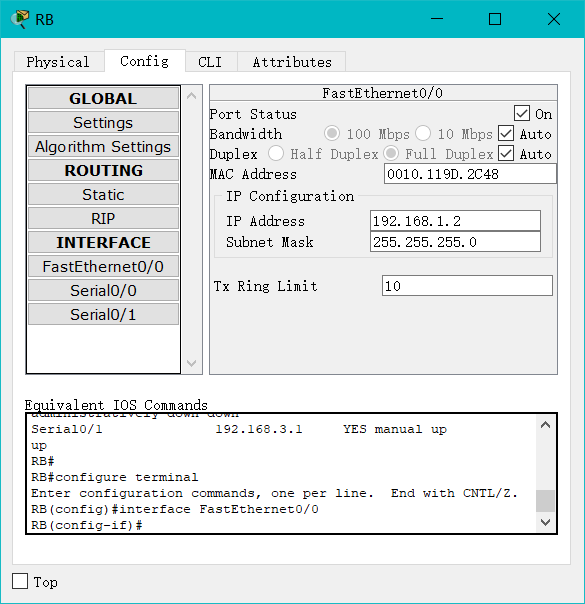 RB
Physical Config CLI Attributes
GLOBAL
Settings
Algorithm Settings
ROUTING
Static
RIP
INTERFACE
FastEthernet0/0
Serial0/0
Serial0/1
FastEthernet0/0
Port Status On
Bandwidth 100 Mbps 10 Mbps Auto
Duplex Half Duplex Full Duplex Auto
MAC Address 0010.119D.2C48
IP Configuration
IP Address 192.168.1.2
Subnet Mask 255.255.255.0
Tx Ring Limit 10
Equivalent IOS Commands
administratively down down
Serial0/1 192.168.3.1 YES manual up
up
RB#
RB#configure terminal
Enter configuration commands, one per line. End with CNTL/Z.
RB(config)#interface FastEthernet0/0
RB(config-if)#
Top